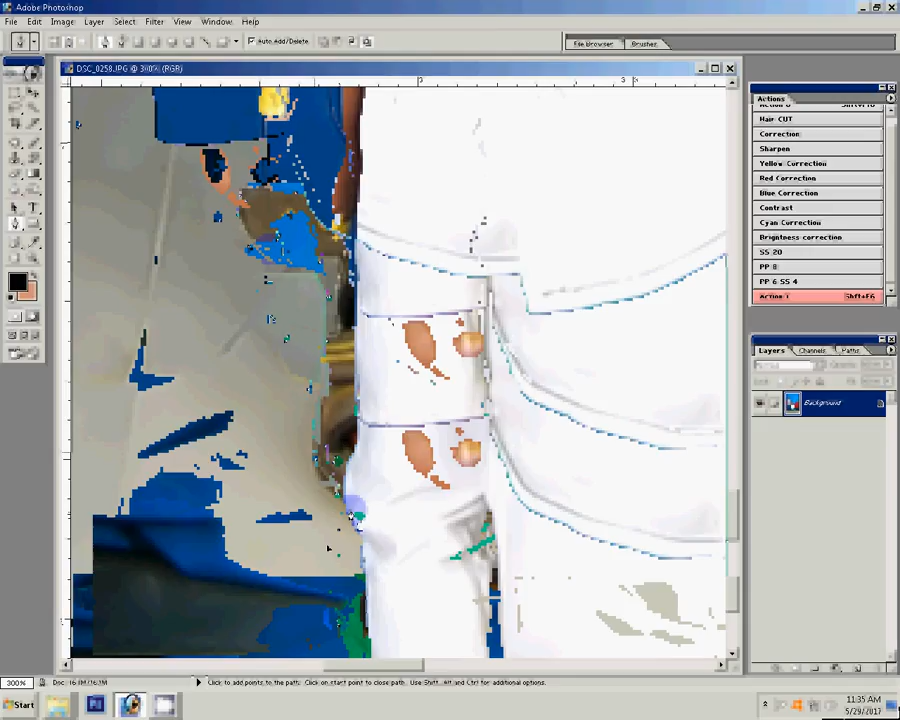 Adobe Photoshop
File Edit Image Layer Select Filter View Window Help
Auto Add/Delete
File Browser Brushes
DSC_0258.JPG @ 300% (RGB)
Actions
Hair CUT
Correction
Sharpen
Yellow Correction
Red Correction
Blue Correction
Contrast
Cyan Correction
Brightness correction
SS 20
PP 8
PP 6 SS 4
Action 1 Shft+F6
Layers Channels Paths
Background
300%
Click to add points to the path. Click on start point to close path. Use Shift, Alt, and Ctrl for additional options.
Start
11:35 AM
5/29/2017